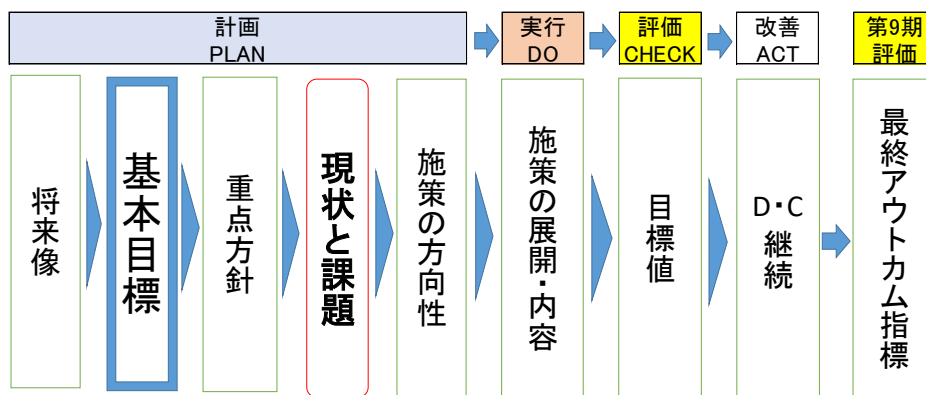 計画
PLAN
実行
DO
評価
CHECK
改善
ACT
第9期
評価
将来像
基本目標
重点方針
現状と課題
施策の方向性
施策の展開・内容
目標値
D・C
継続
最終アウトカム指標